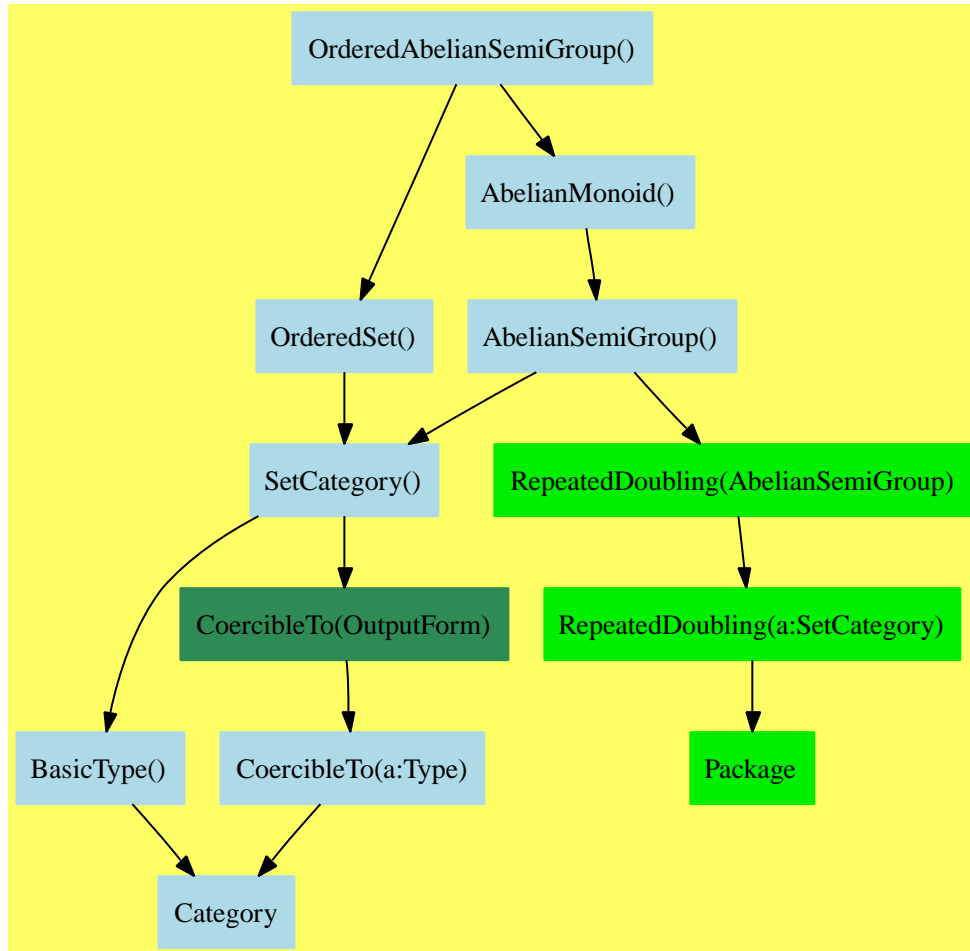 OrderedAbelianSemiGroup()
AbelianMonoid()
OrderedSet()
AbelianSemiGroup()
SetCategory()
RepeatedDoubling(AbelianSemiGroup)
CoercibleTo(OutputForm)
RepeatedDoubling(a:SetCategory)
BasicType()
CoercibleTo(a:Type)
Package
Category